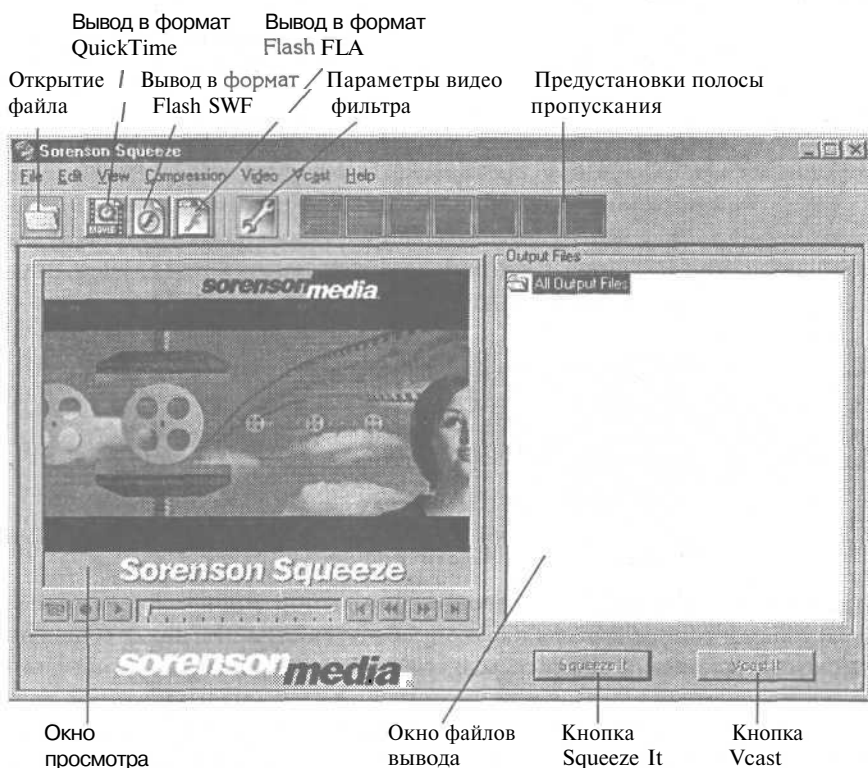 Вывод в формат
QuickTime
Вывод в формат
Flash FLA
Открытие
файла
Вывод в формат
Flash SWF
Параметры видео
фильтра
Предустановки полосы
пропускания
Sorenson Squeeze
File Edit View Compression Video Vcast Help
Output Files
All Output Files
sorensonmedia
Sorenson Squeeze
sorensonmedia
Squeeze It
Vcast It
Окно
просмотра
Окно файлов
вывода
Кнопка
Squeeze It
Кнопка
Vcast